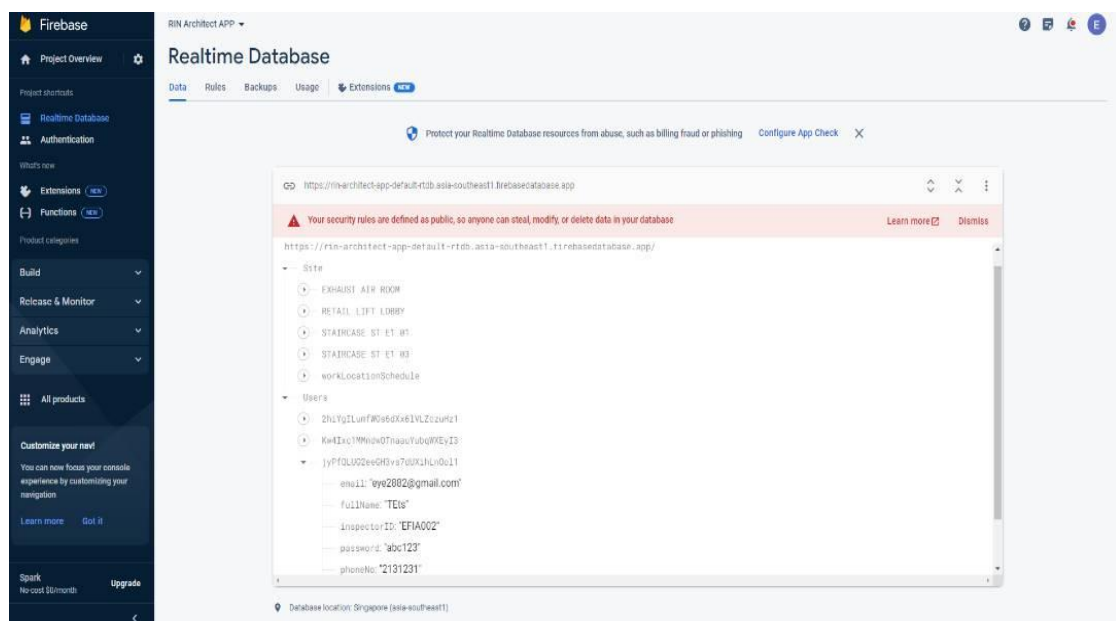 Firebase
RIN Architect APP
E
Project Overview
Realtime Database
Project shortcuts
Data Rules Backups Usage Extensions NEW
Realtime Database
Authentication
Protect your Realtime Database resources from abuse, such as billing fraud or phishing Configure App Check
What's new
Extensions NEW
Functions NEW
https://rin-architect-app-default-rtdb.asia-southeast1.firebasedatabase.app
Your security rules are defined as public, so anyone can steal, modify, or delete data in your database Learn more Dismiss
Product categories
https://rin-architect-app-default-rtdb.asia-southeast1.firebasedatabase.app/
Build
Site
EXHAUST AIR ROOM
Release & Monitor
RETAIL LIFT LOBBY
Analytics
STAIRCASE ST ET 01
STAIRCASE ST ET 03
Engage
workLocationSchedule
All products
Users
Customize your nav!
You can now focus your console
experience by customizing your
navigation
email: "eye2882@gmail.com"
fullName: "TEts"
Learn more Got it
inspectorID: "EFIA002"
password: "abc123"
phoneNo: "2131231"
Spark
No-cost $0/month
Upgrade
Database location: Singapore (asia-southeast1)